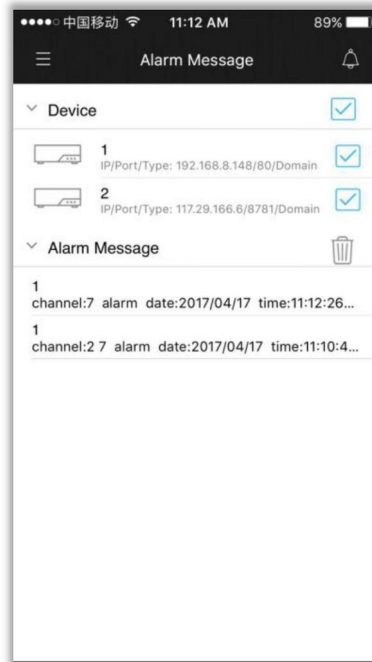 中国移动 11:12 AM 89%
Alarm Message
Device
1
IP/Port/Type: 192.168.8.148/80/Domain
2
IP/Port/Type: 117.29.166.6/8781/Domain
Alarm Message
1
channel:7 alarm date:2017/04/17 time:11:12:26...
1
channel:2 7 alarm date:2017/04/17 time:11:10:4...